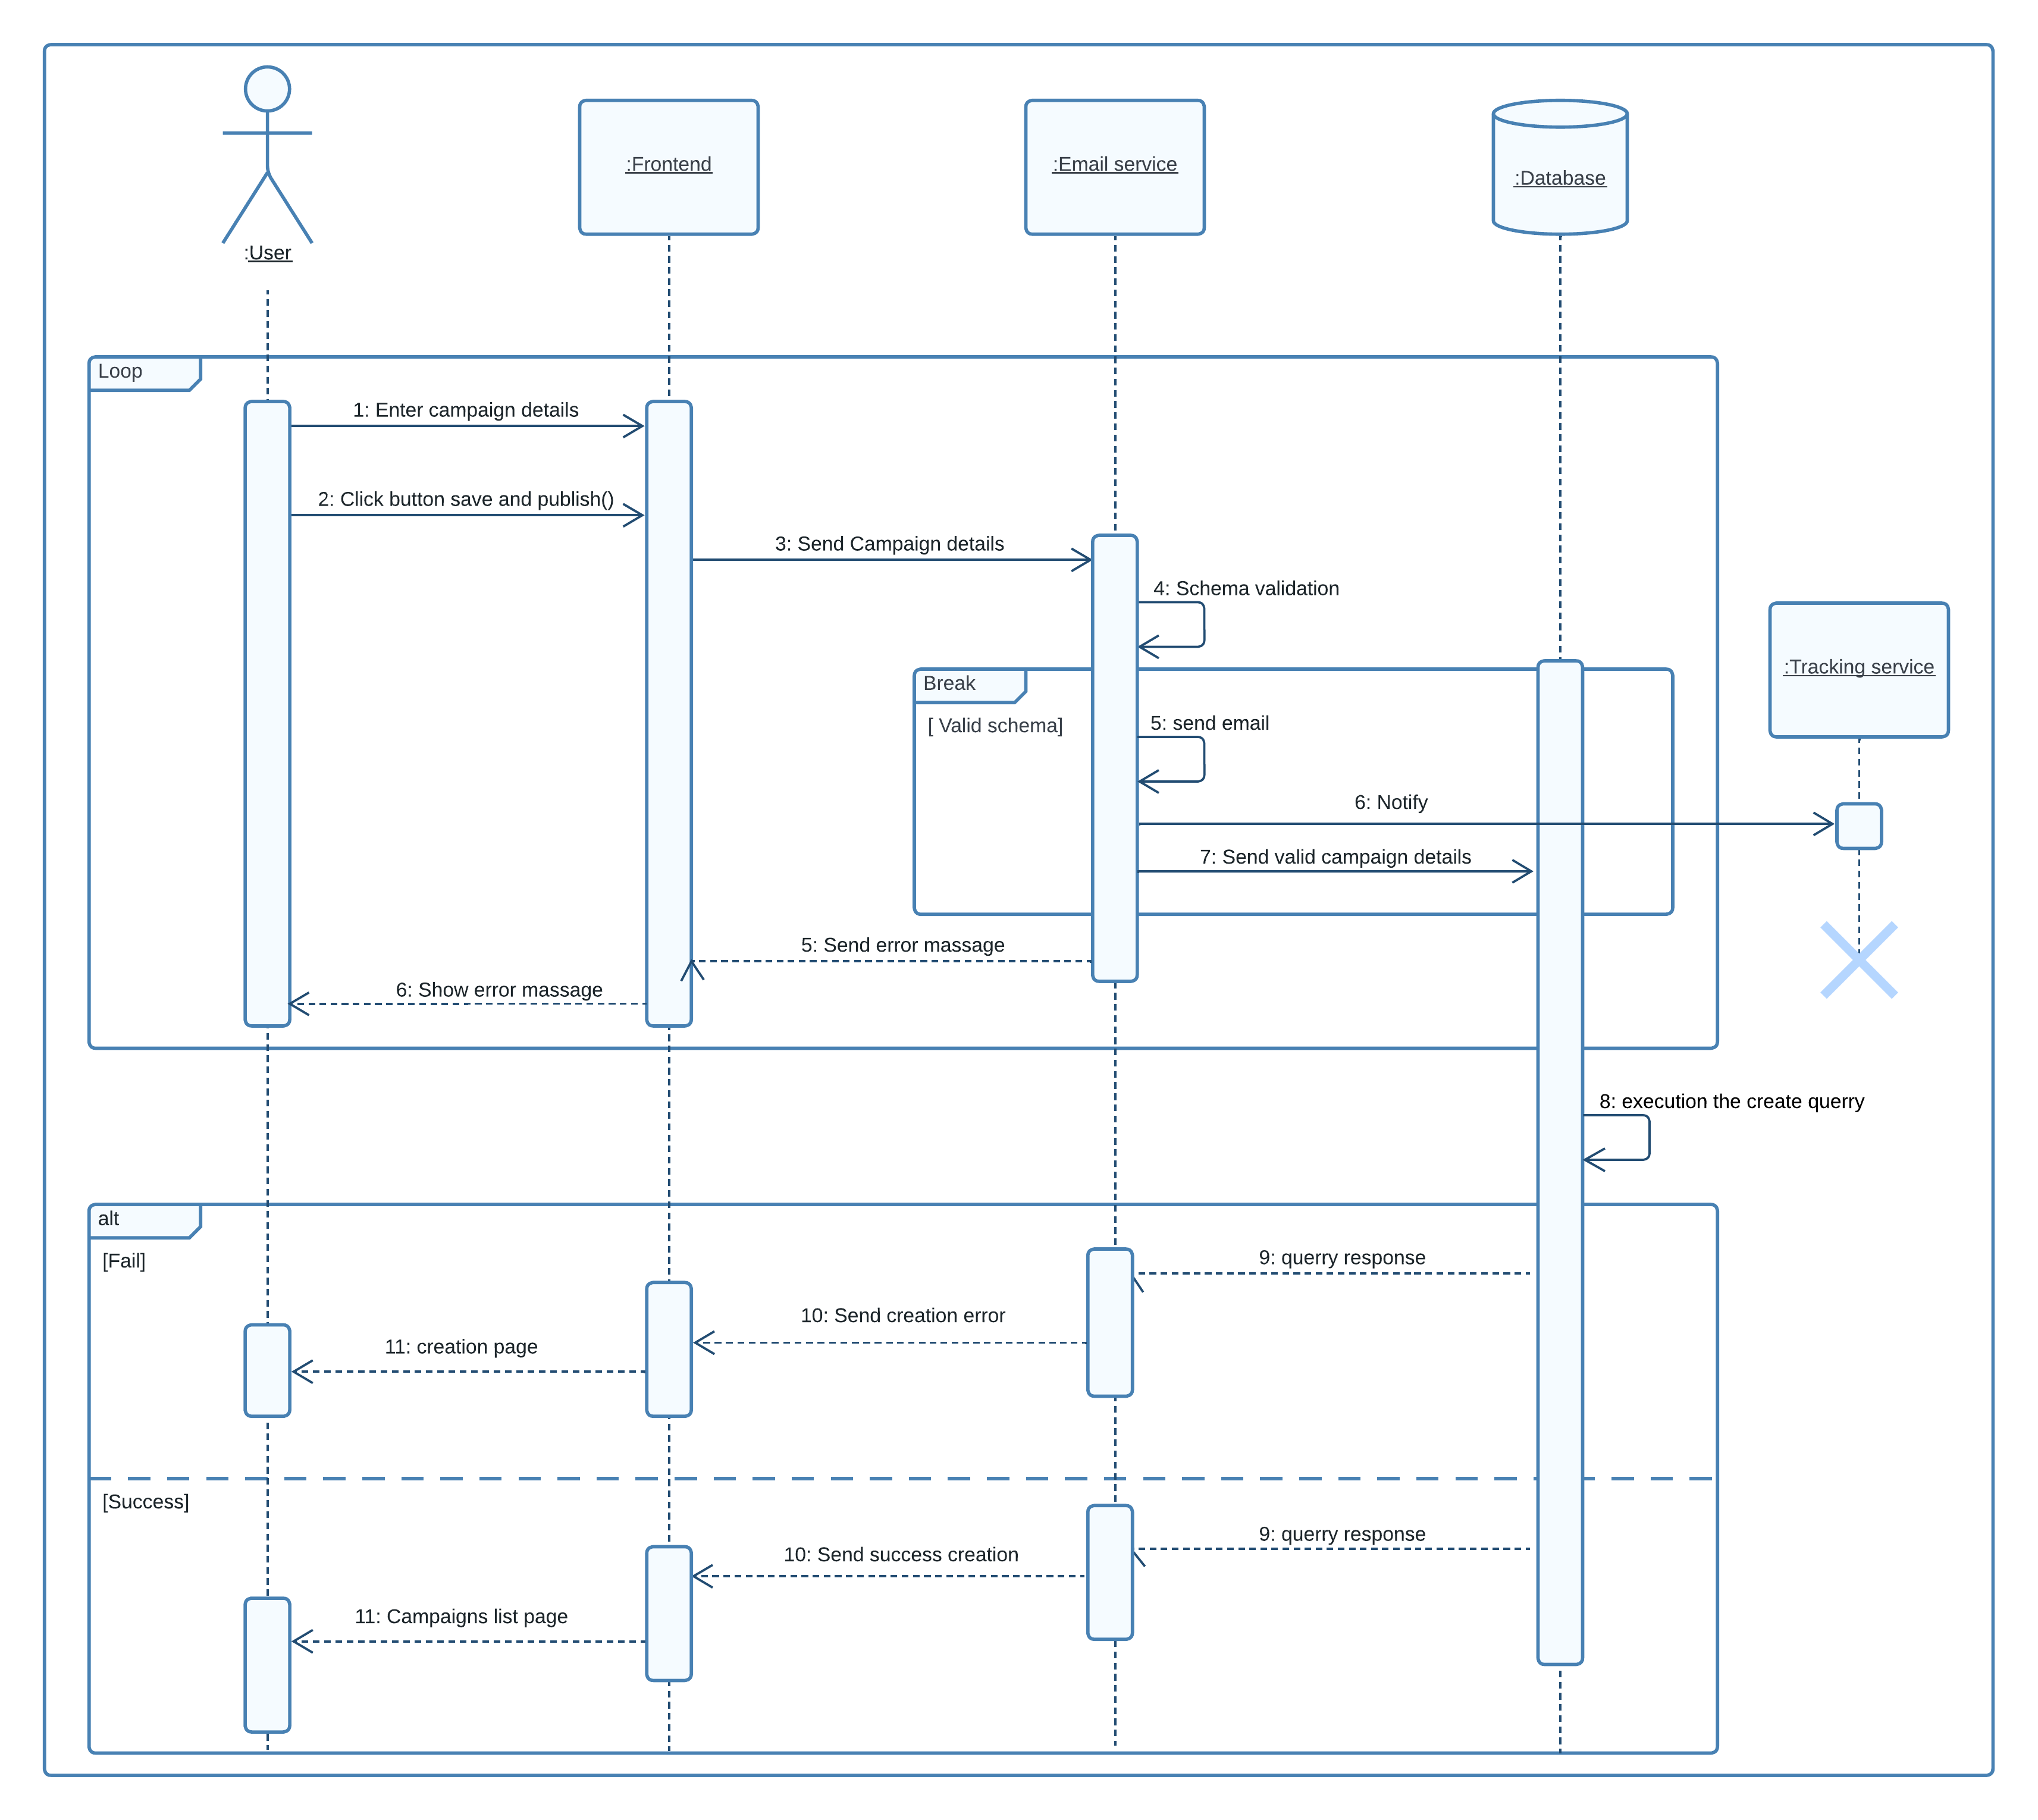 :User
:Frontend
:Email service
:Database
Loop
1: Enter campaign details
2: Click button save and publish()
3: Send Campaign details
4: Schema validation
:Tracking service
Break
[ Valid schema]
5: send email
6: Notify
7: Send valid campaign details
5: Send error massage
6: Show error massage
8: execution the create querry
alt
[Fail]
9: querry response
10: Send creation error
11: creation page
[Success]
9: querry response
10: Send success creation
11: Campaigns list page